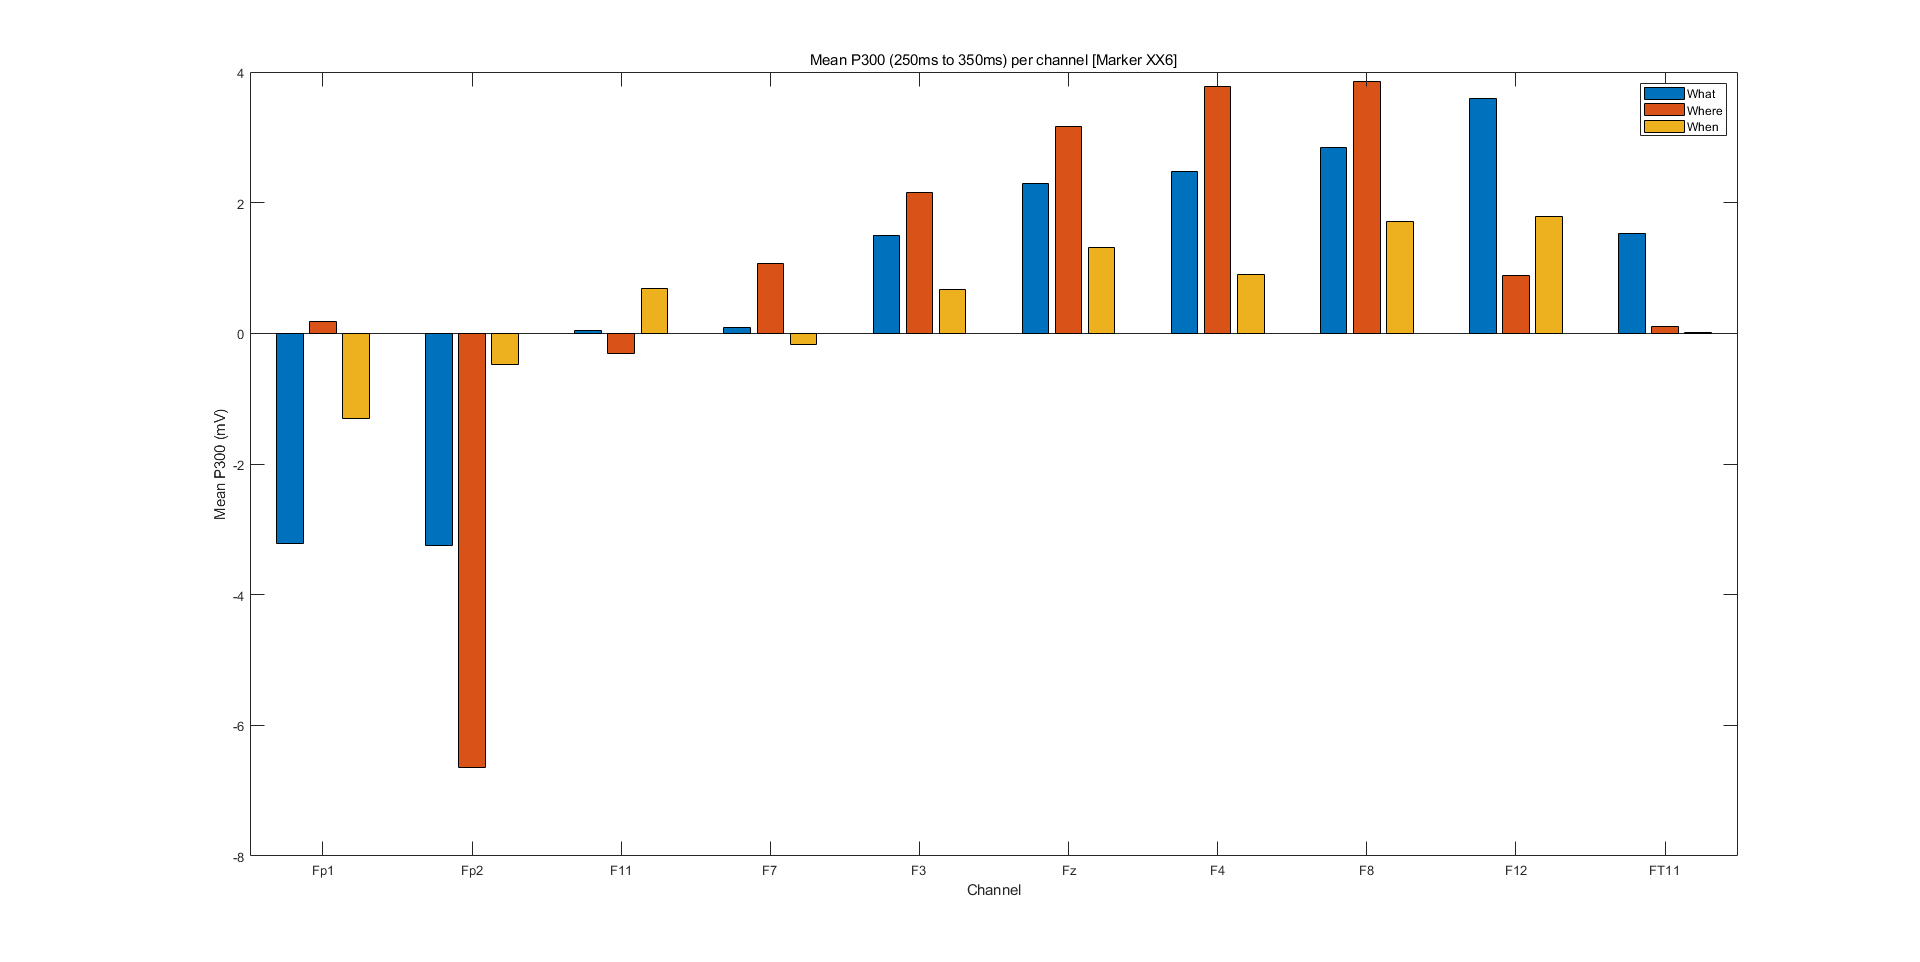 Mean P300 (250ms to 350ms) per channel [Marker XX6]
4
2
0
-2
-4
-6
-8
Mean P300 (mV)
What
Where
When
Fp1 Fp2 F11 F7 F3 Fz F4 F8 F12 FT11
Channel